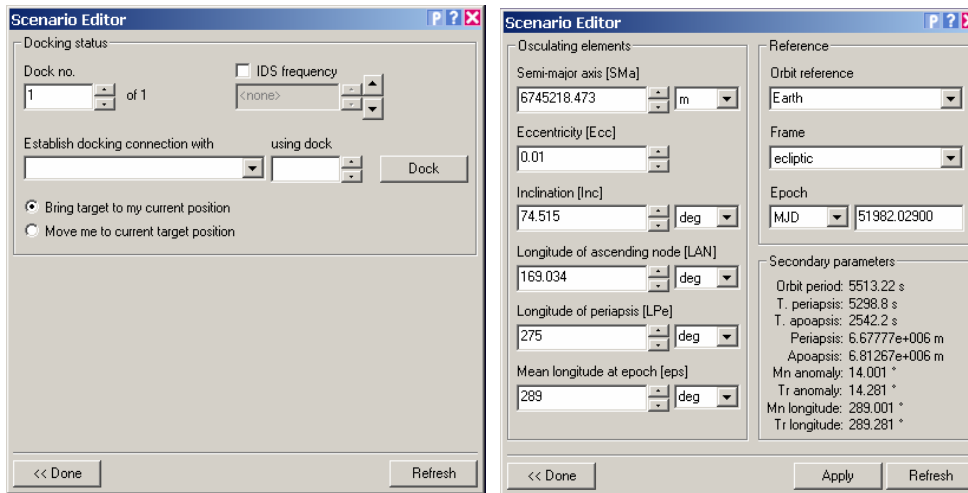 Scenario Editor
P ? X
Docking status
Dock no.
IDS frequency
1
of 1
<none>
Establish docking connection with
using dock
Dock
Bring target to my current position
Move me to current target position
<< Done
Refresh
Scenario Editor
P ? X
Osculating elements
Semi-major axis [SMa]
6745218.473
m
Eccentricity [Ecc]
0.01
Inclination [Inc]
74.515
deg
Longitude of ascending node [LAN]
169.034
deg
Longitude of periapsis [LPe]
275
deg
Mean longitude at epoch [eps]
289
deg
Reference
Orbit reference
Earth
Frame
ecliptic
Epoch
MJD
51982.02900
Secondary parameters
Orbit period: 5513.22 s
T. periapsis: 5298.8 s
T. apoapsis: 2542.2 s
Periapsis: 6.67777e+006 m
Apoapsis: 6.81267e+006 m
Mn anomaly: 14.001 °
Tr anomaly: 14.281 °
Mn longitude: 289.001 °
Tr longitude: 289.281 °
<< Done
Apply
Refresh